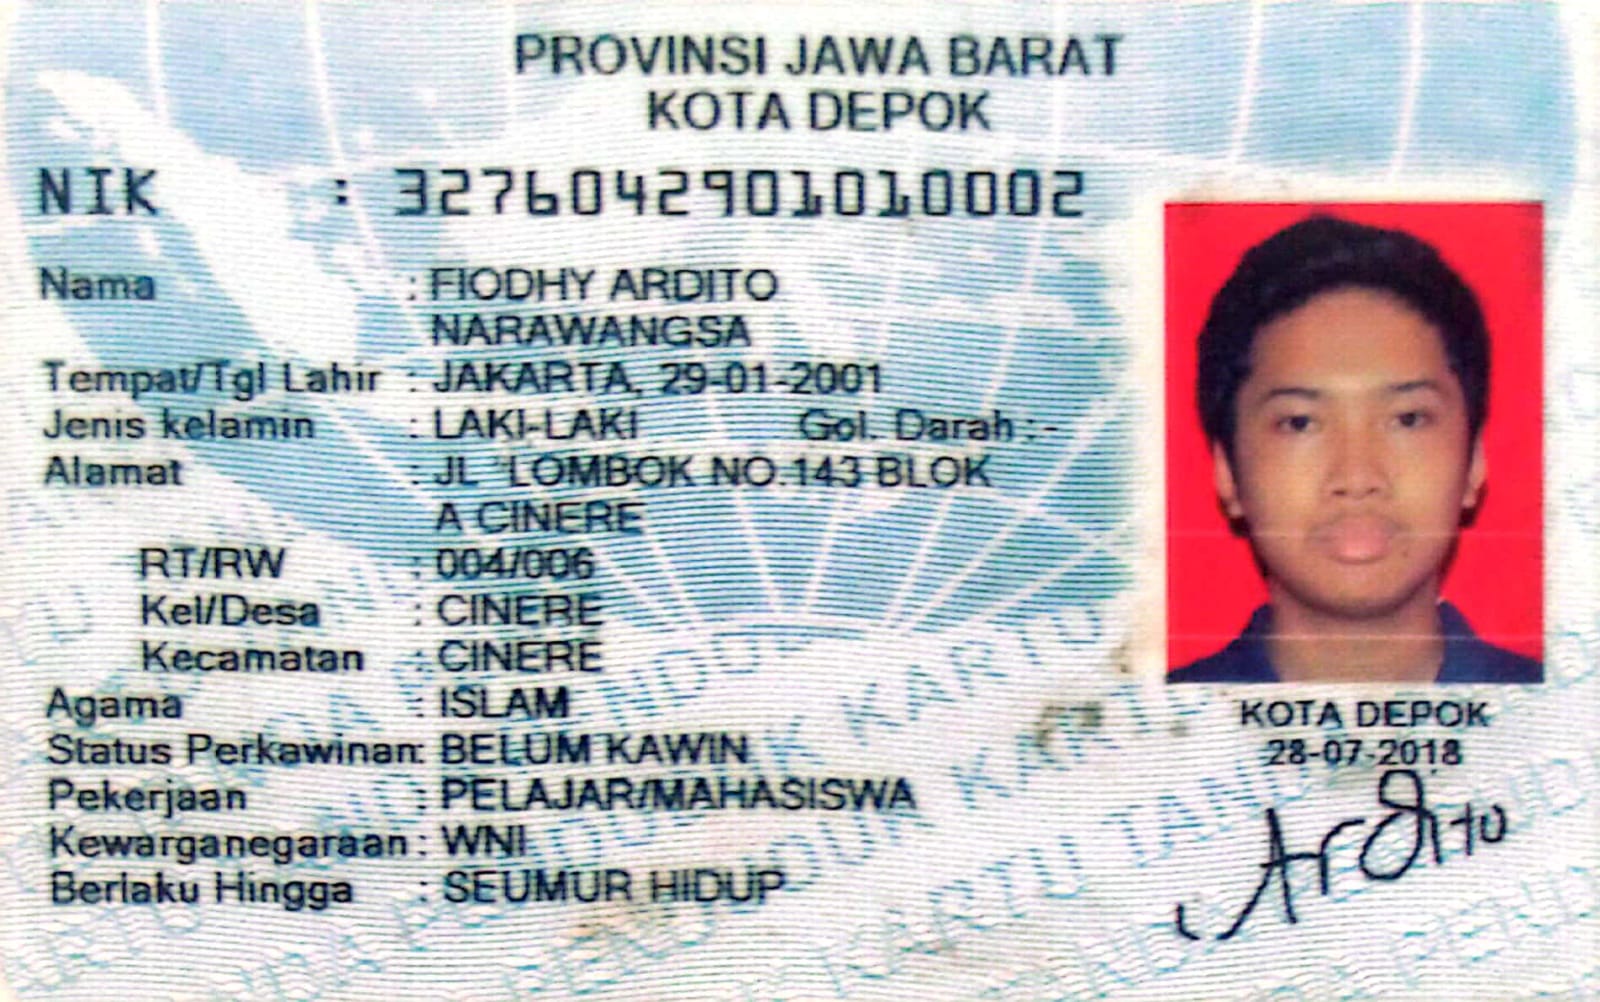 PROVINSI JAWA BARAT
KOTA DEPOK
NIK : 3276042901010002
Nama : FIODHY ARDITO
NARAWANGSA
Tempat/Tgl Lahir : JAKARTA, 29-01-2001
Jenis kelamin : LAKI-LAKI Gol. Darah : -
Alamat : JL LOMBOK NO.143 BLOK
A CINERE
RT/RW : 004/006
Kel/Desa : CINERE
Kecamatan : CINERE
Agama : ISLAM
Status Perkawinan: BELUM KAWIN
Pekerjaan : PELAJAR/MAHASISWA
Kewarganegaraan : WNI
Berlaku Hingga : SEUMUR HIDUP
KOTA DEPOK
28-07-2018
Ardito